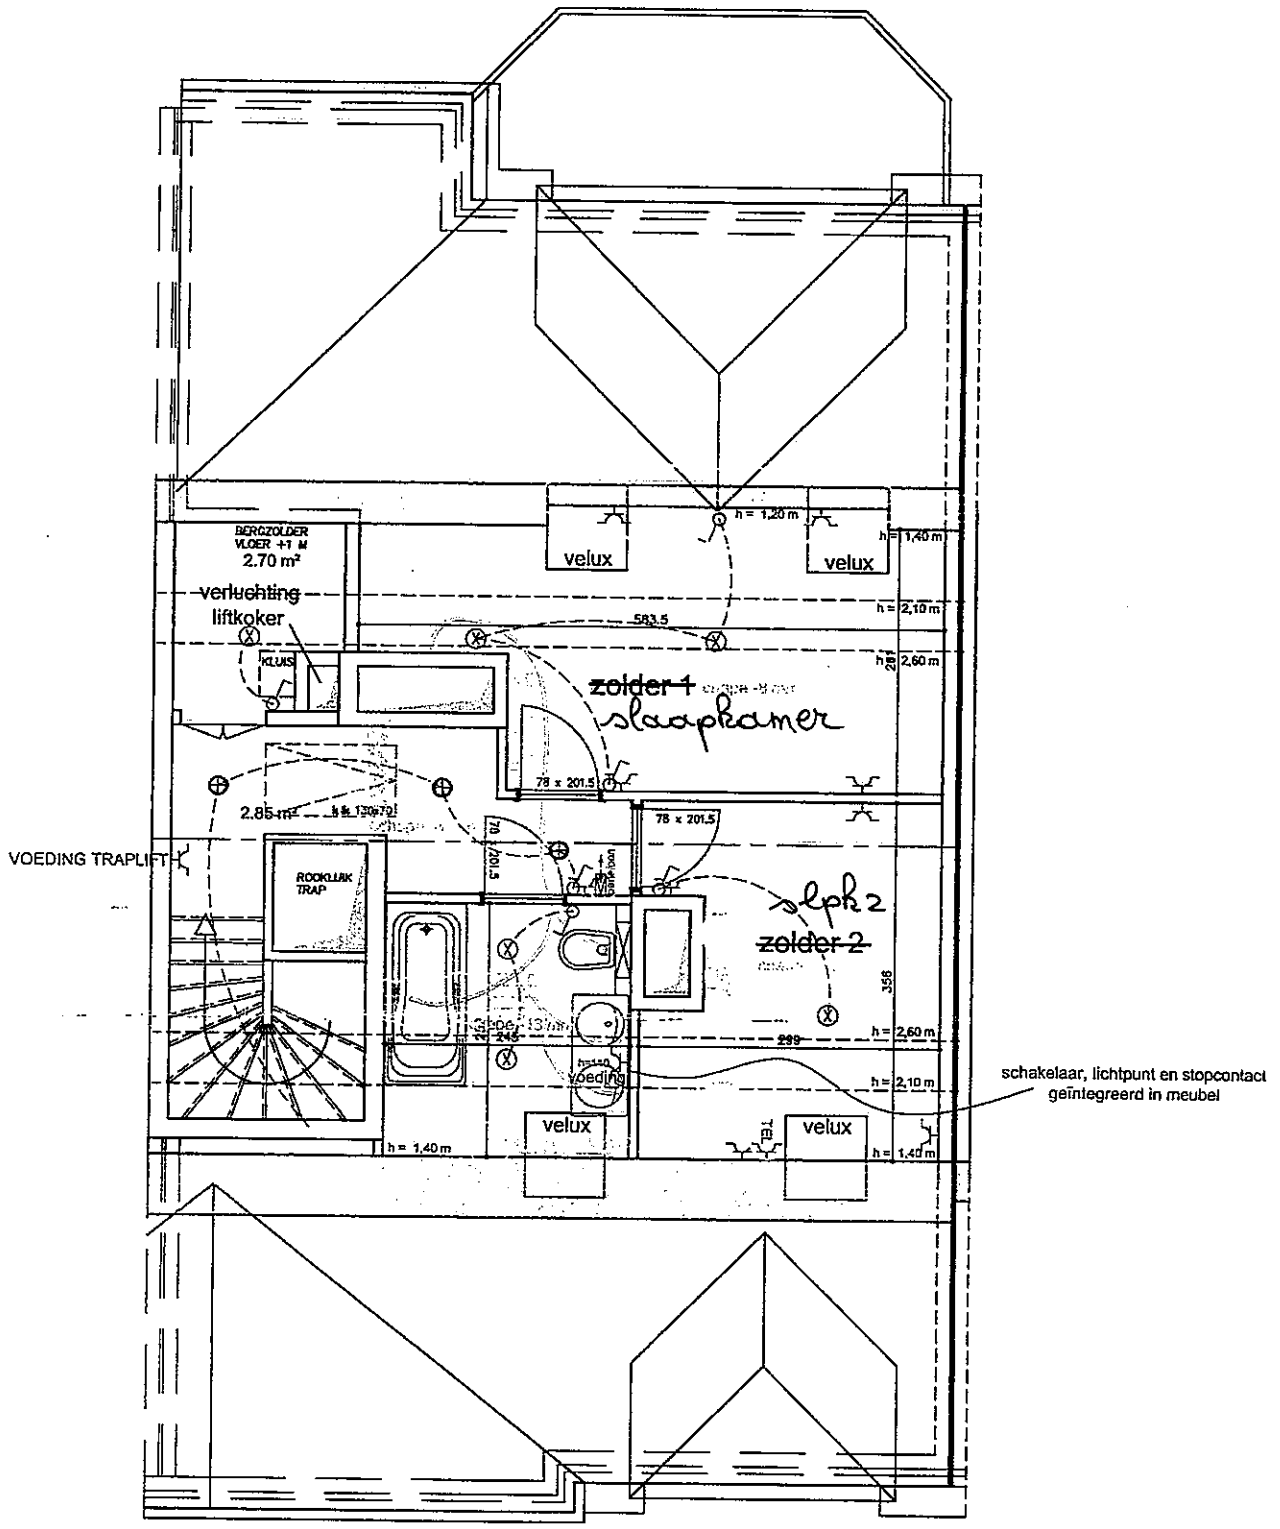 h = 1,20 m
h = 1,40 m
BERGZOLDER
VLOER +1 M
2.70 m²
velux
velux
verluchting
liftkoker
h = 2,10 m
583.5
h = 2,60 m
281
KLUIS
zolder 1
slaapkamer
78 x 201.5
2.85 m²
78 x 201.5
70 x 201.5
VOEDING TRAPLIFT
ROOKLUIK
TRAP
slpk2
zolder 2
356
h = 2,60 m
245
299
voeding
h = 2,10 m
schakelaar, lichtpunt en stopcontact
geïntegreerd in meubel
velux
velux
TEL
h = 1,40 m
h = 1,40 m